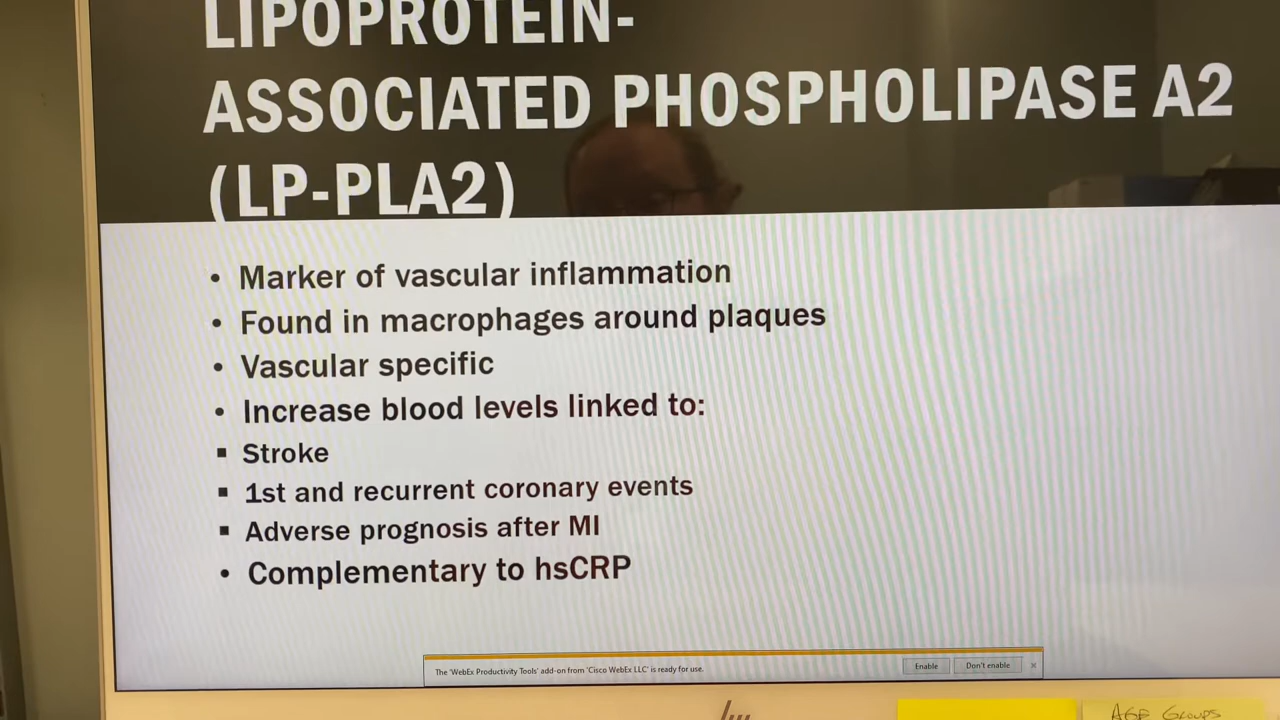 LIPOPROTEIN-
ASSOCIATED PHOSPHOLIPASE A2
(LP-PLA2)
• Marker of vascular inflammation
• Found in macrophages around plaques
• Vascular specific
• Increase blood levels linked to:
▪ Stroke
▪ 1st and recurrent coronary events
▪ Adverse prognosis after MI
• Complementary to hsCRP
The 'WebEx Productivity Tools' add-on from 'Cisco WebEx LLC' is ready for use. Enable Don't enable ×
AGE GROUPS